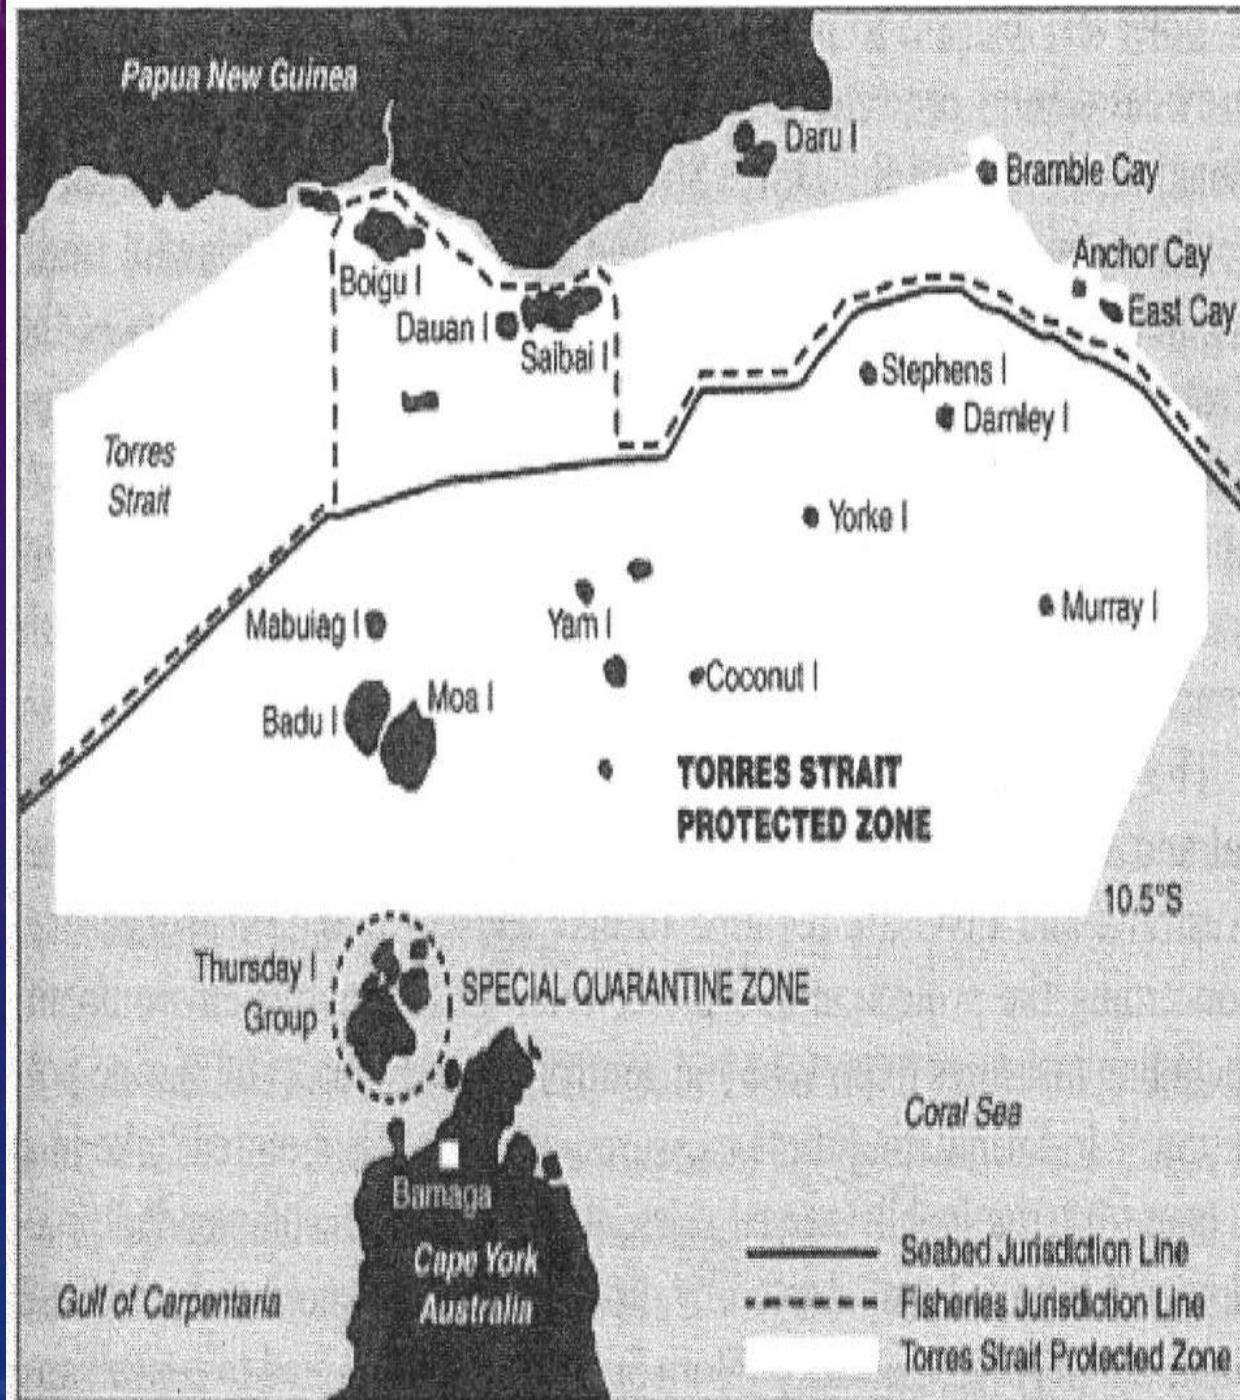 Papua New Guinea
Daru I
Bramble Cay
Anchor Cay
East Cay
Boigu I
Dauan I
Saibai I
Stephens I
Darnley I
Torres
Strait
Yorke I
Mabuiag I
Yam I
Murray I
Coconut I
Moa I
Badu I
TORRES STRAIT
PROTECTED ZONE
10.5°S
Thursday I
Group
SPECIAL QUARANTINE ZONE
Coral Sea
Bamaga
Cape York
Australia
Gulf of Carpentaria
Seabed Jurisdiction Line
Fisheries Jurisdiction Line
Torres Strait Protected Zone